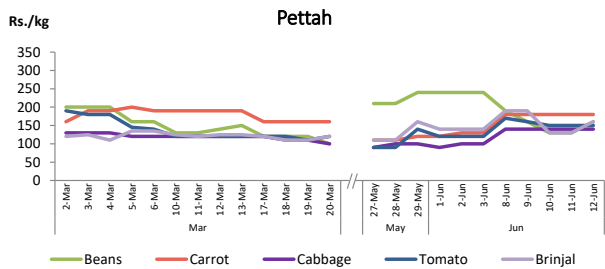 Pettah
Rs./kg
350
300
250
200
150
100
50
0
2-Mar 3-Mar 4-Mar 5-Mar 6-Mar 10-Mar 11-Mar 12-Mar 13-Mar 17-Mar 18-Mar 19-Mar 20-Mar // 27-May 28-May 29-May 1-Jun 2-Jun 3-Jun 8-Jun 9-Jun 10-Jun 11-Jun 12-Jun
Mar May Jun
Beans Carrot Cabbage Tomato Brinjal